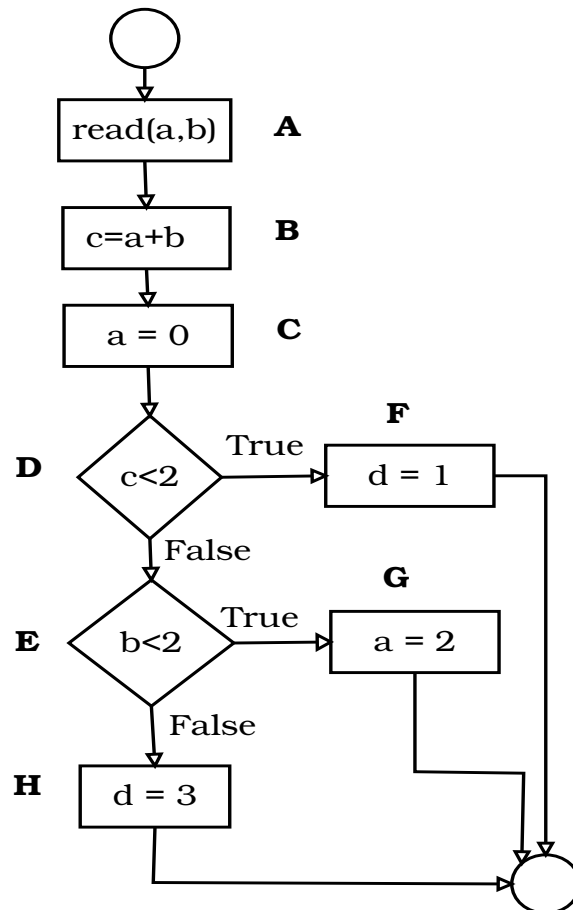 read(a,b) A
c=a+b B
a = 0 C
F
D c<2 True d = 1
False
G
E b<2 True a = 2
False
H d = 3